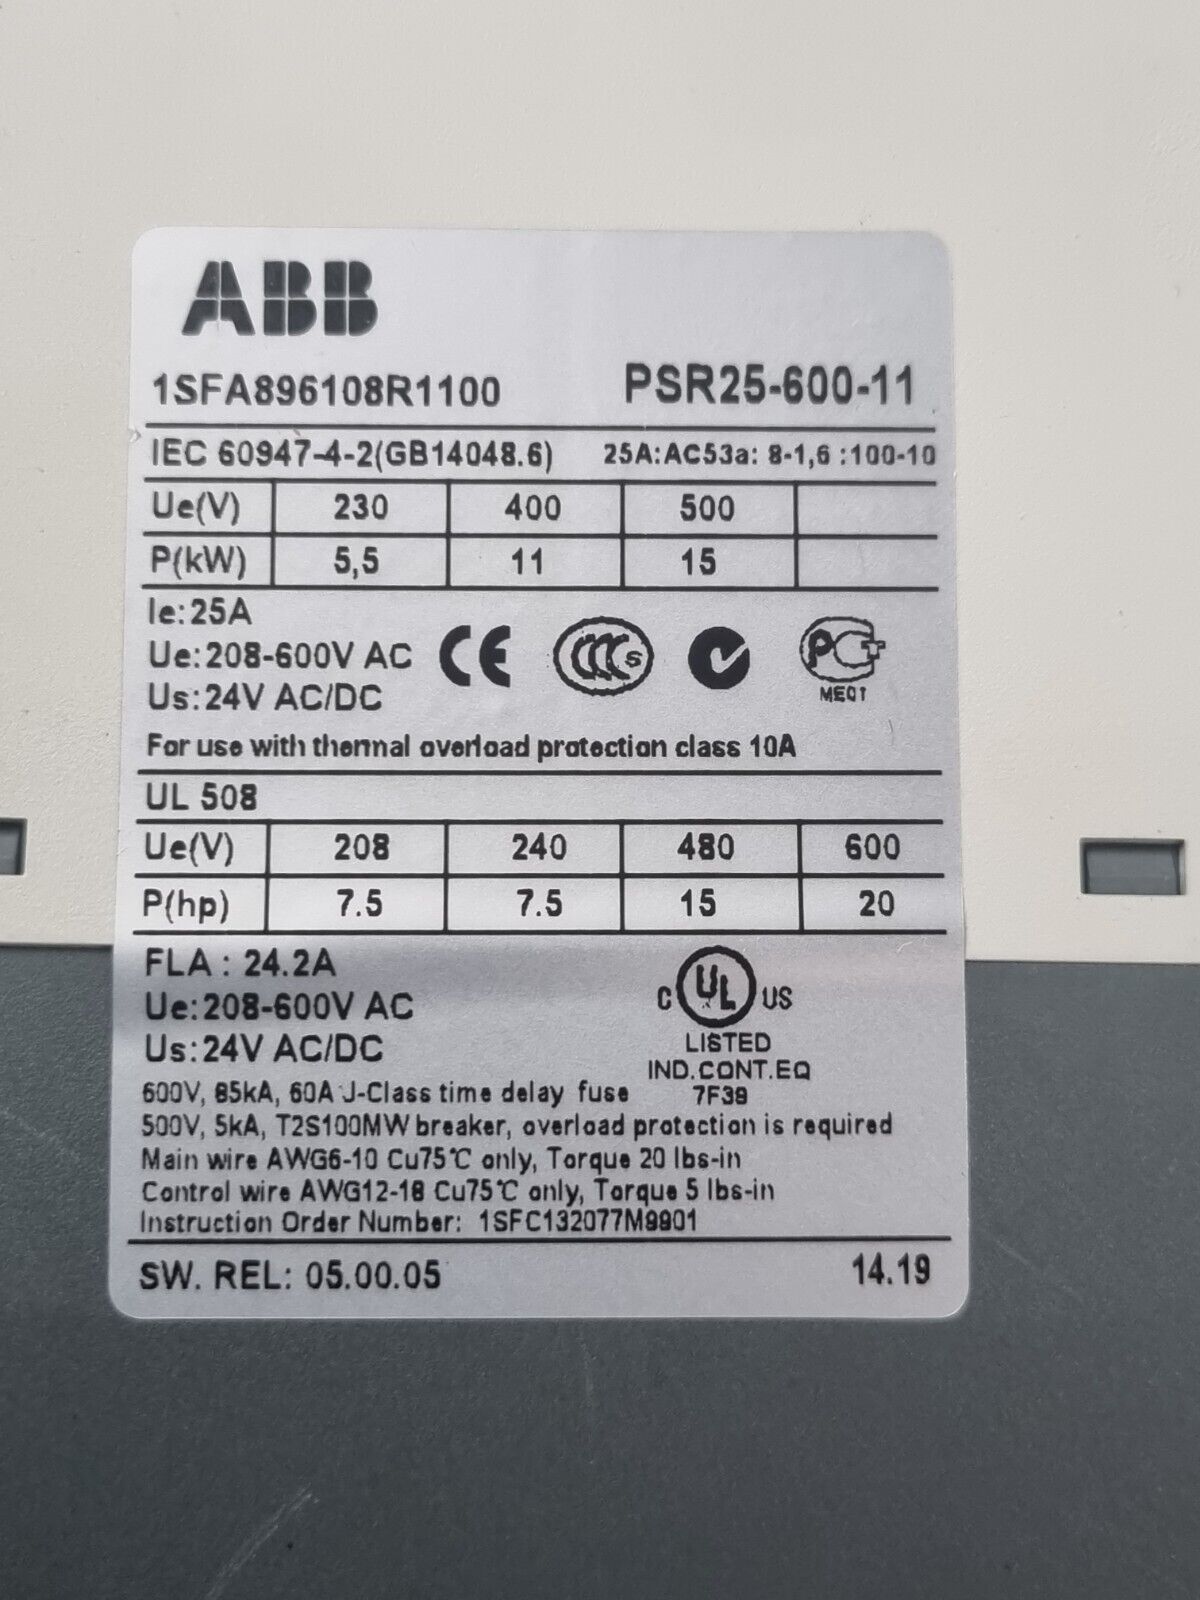 ABB
1SFA896108R1100 PSR25-600-11
IEC 60947-4-2(GB14048.6) 25A:AC53a: 8-1,6 :100-10
Ue(V) 230 400 500
P(kW) 5,5 11 15
Ie:25A
Ue:208-600V AC
Us:24V AC/DC
CE CCC S PCT
ME01
For use with thermal overload protection class 10A
UL 508
Ue(V) 208 240 480 600
P(hp) 7.5 7.5 15 20
FLA : 24.2A
Ue:208-600V AC
Us:24V AC/DC
C UL US
LISTED
IND.CONT.EQ
7F39
600V, 85kA, 60A J-Class time delay fuse
500V, 5kA, T2S100MW breaker, overload protection is required
Main wire AWG6-10 Cu75℃ only, Torque 20 lbs-in
Control wire AWG12-18 Cu75℃ only, Torque 5 lbs-in
Instruction Order Number: 1SFC132077M9901
SW. REL: 05.00.05 14.19